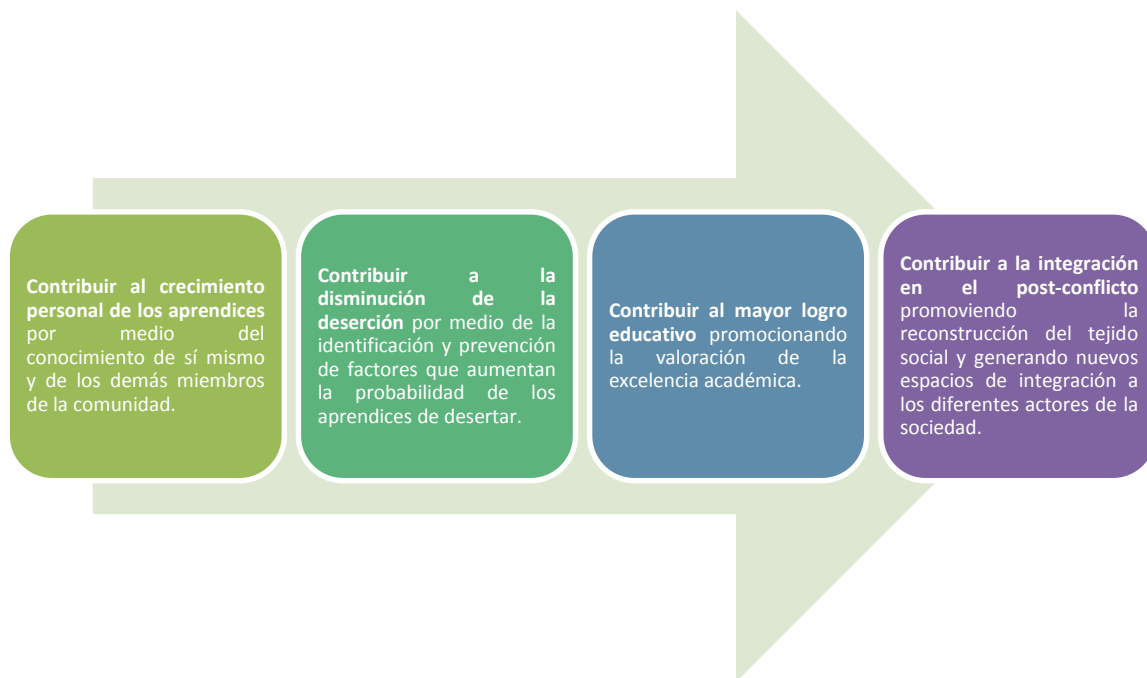 Contribuir al crecimiento
personal de los aprendices
por medio del
conocimiento de sí mismo
y de los demás miembros
de la comunidad.
Contribuir a la
disminución de la
deserción por medio de la
identificación y prevención
de factores que aumentan
la probabilidad de los
aprendices de desertar.
Contribuir al mayor logro
educativo promocionando
la valoración de la
excelencia académica.
Contribuir a la integración
en el post-conflicto
promoviendo la
reconstrucción del tejido
social y generando nuevos
espacios de integración a
los diferentes actores de la
sociedad.